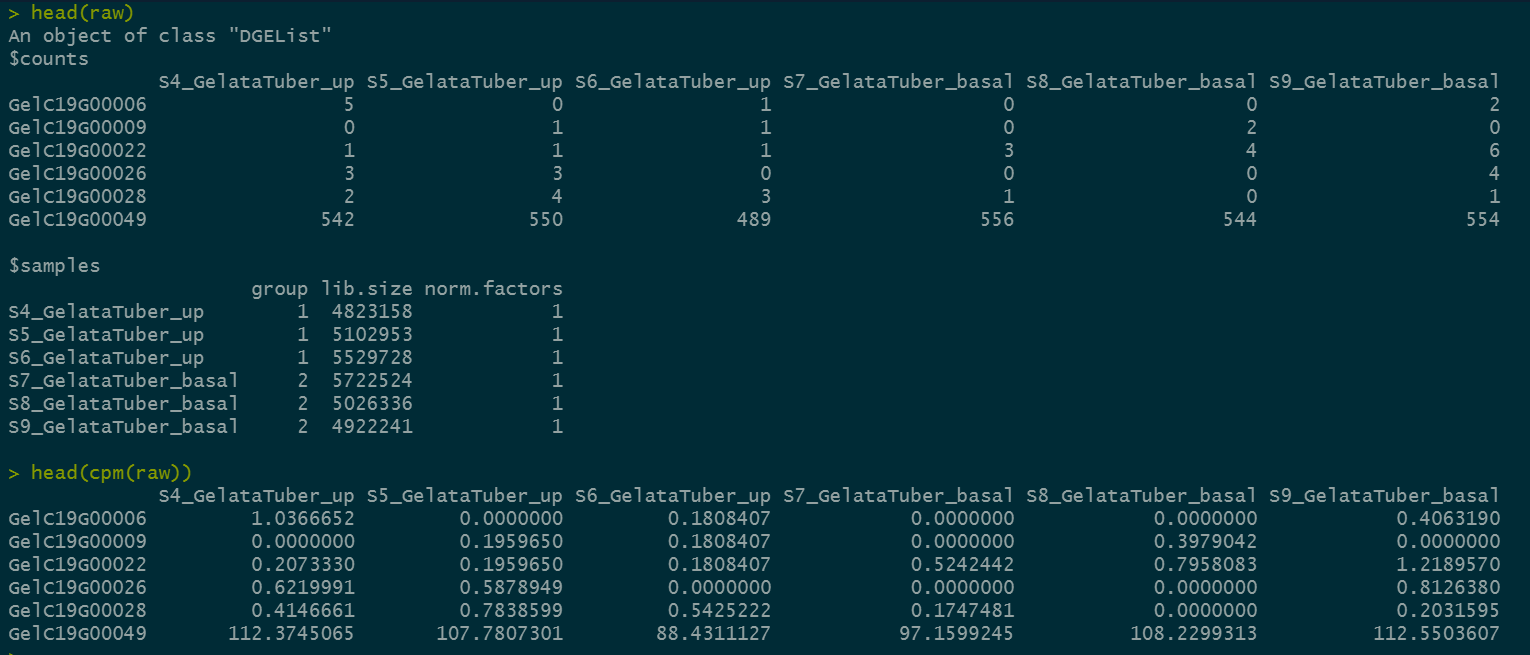 > head(raw)
An object of class "DGEList"
$counts
             S4_GelataTuber_up S5_GelataTuber_up S6_GelataTuber_up S7_GelataTuber_basal S8_GelataTuber_basal S9_GelataTuber_basal
Gelc19G00006                 5                 0                 1                    0                    0                    2
Gelc19G00009                 0                 1                 1                    0                    2                    0
Gelc19G00022                 1                 1                 1                    3                    4                    6
Gelc19G00026                 3                 3                 0                    0                    0                    4
Gelc19G00028                 2                 4                 3                    1                    0                    1
Gelc19G00049               542               550               489                  556                  544                  554
$samples
                     group lib.size norm.factors
S4_GelataTuber_up        1  4823158            1
S5_GelataTuber_up        1  5102953            1
S6_GelataTuber_up        1  5529728            1
S7_GelataTuber_basal     2  5722524            1
S8_GelataTuber_basal     2  5026336            1
S9_GelataTuber_basal     2  4922241            1
> head(cpm(raw))
             S4_GelataTuber_up S5_GelataTuber_up S6_GelataTuber_up S7_GelataTuber_basal S8_GelataTuber_basal S9_GelataTuber_basal
Gelc19G00006         1.0366652         0.0000000         0.1808407            0.0000000            0.0000000            0.4063190
Gelc19G00009         0.0000000         0.1959650         0.1808407            0.0000000            0.3979042            0.0000000
Gelc19G00022         0.2073330         0.1959650         0.1808407            0.5242442            0.7958083            1.2189570
Gelc19G00026         0.6219991         0.5878949         0.0000000            0.0000000            0.0000000            0.8126380
Gelc19G00028         0.4146661         0.7838599         0.5425222            0.1747481            0.0000000            0.2031595
Gelc19G00049       112.3745065       107.7807301        88.4311127           97.1599245          108.2299313          112.5503607